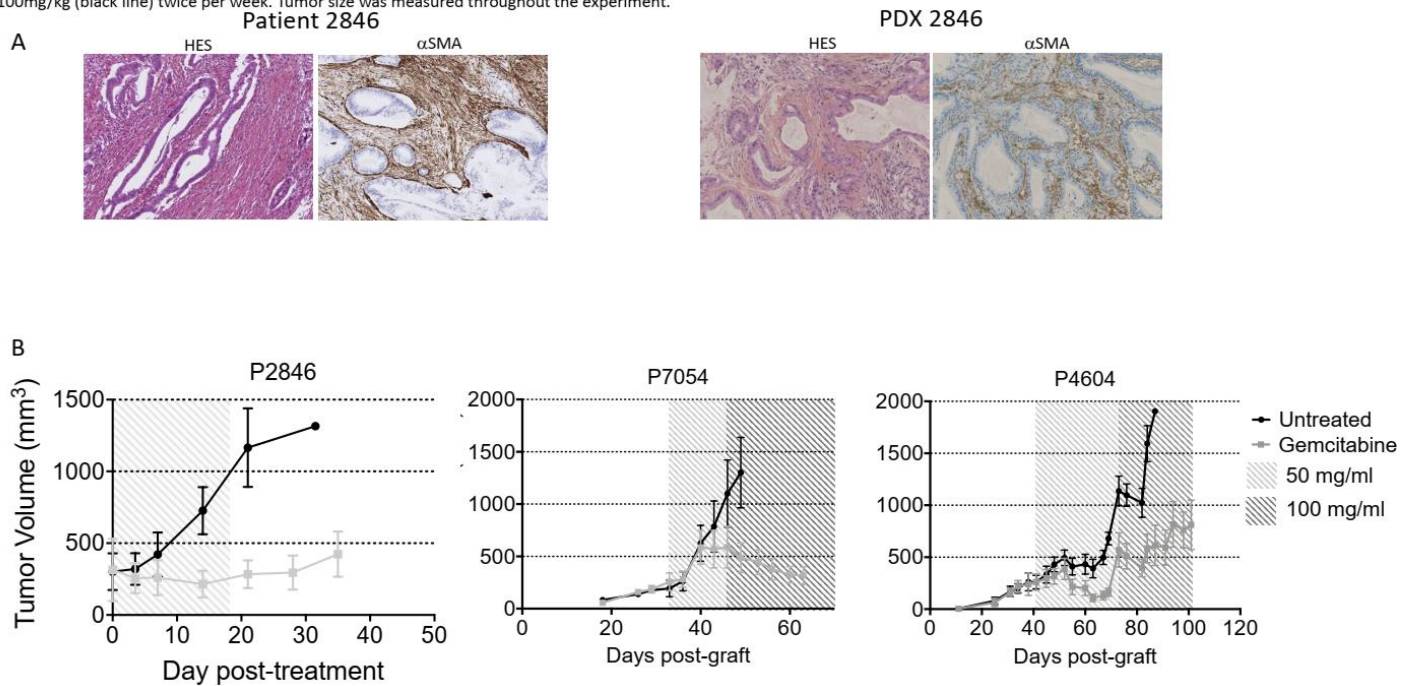 100mg/kg (black line) twice per week. Tumor size was measured throughout the experiment.
Patient 2846
PDX 2846
A
HES
αSMA
HES
αSMA
B
P2846
P7054
P4604
Tumor Volume (mm³)
1500
1000
500
0
0 10 20 30 40 50
Day post-treatment
2000
1500
1000
500
0
0 20 40 60
Days post-graft
2000
1500
1000
500
0
0 20 40 60 80 100 120
Days post-graft
Untreated
Gemcitabine
50 mg/ml
100 mg/ml